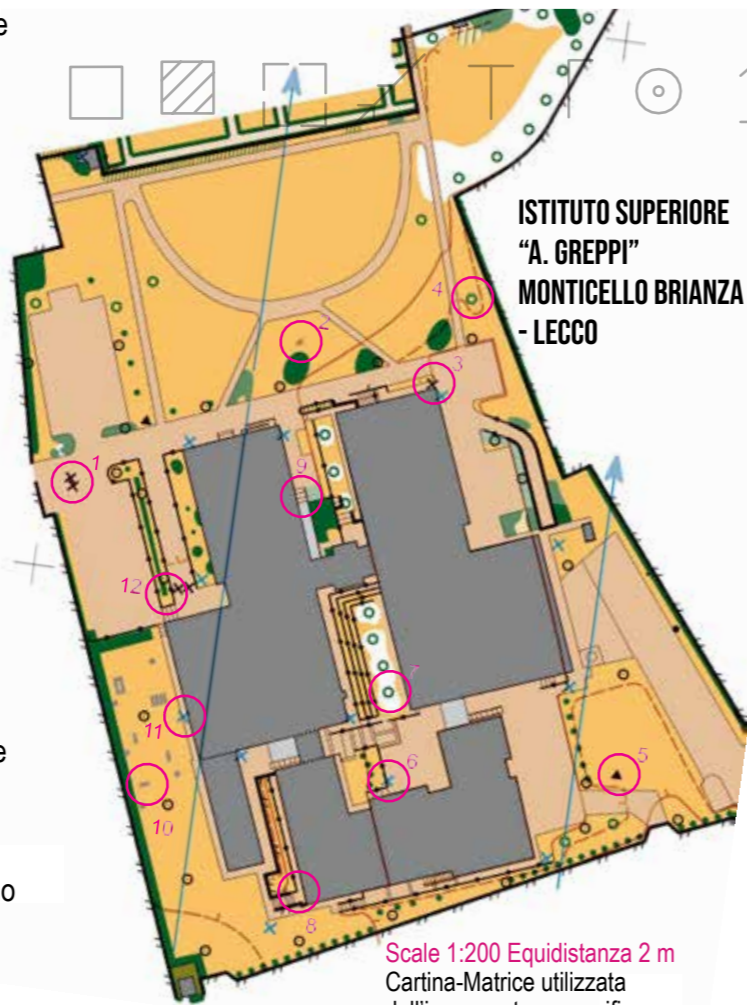 e
ISTITUTO SUPERIORE
“A. GREPPI”
MONTICELLO BRIANZA
- LECCO
4
2
3
1
9
12
7
11
6
5
10
e
o
8
Scale 1:200 Equidistanza 2 m
Cartina-Matrice utilizzata